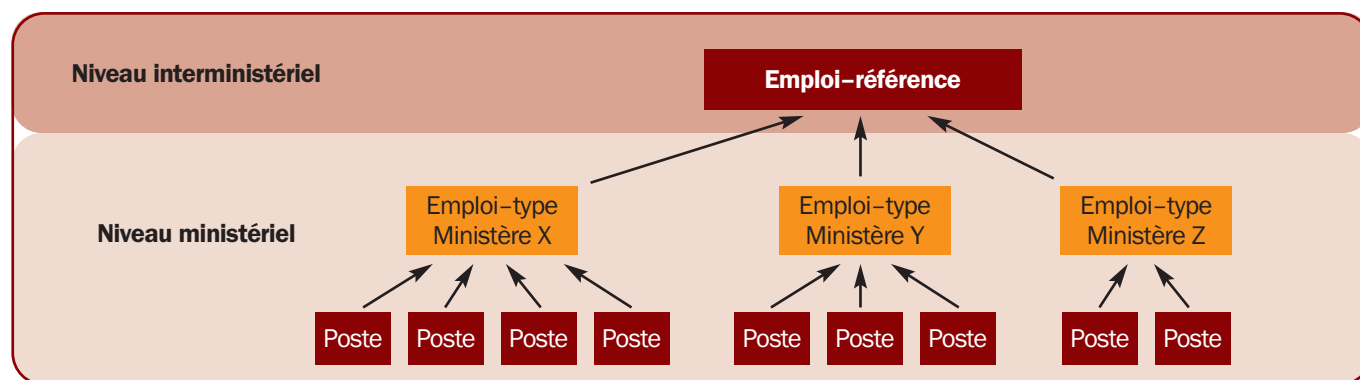 Niveau interministériel
Emploi–référence
Niveau ministériel
Emploi–type
Ministère X
Emploi–type
Ministère Y
Emploi–type
Ministère Z
Poste
Poste
Poste
Poste
Poste
Poste
Poste
Poste
Poste